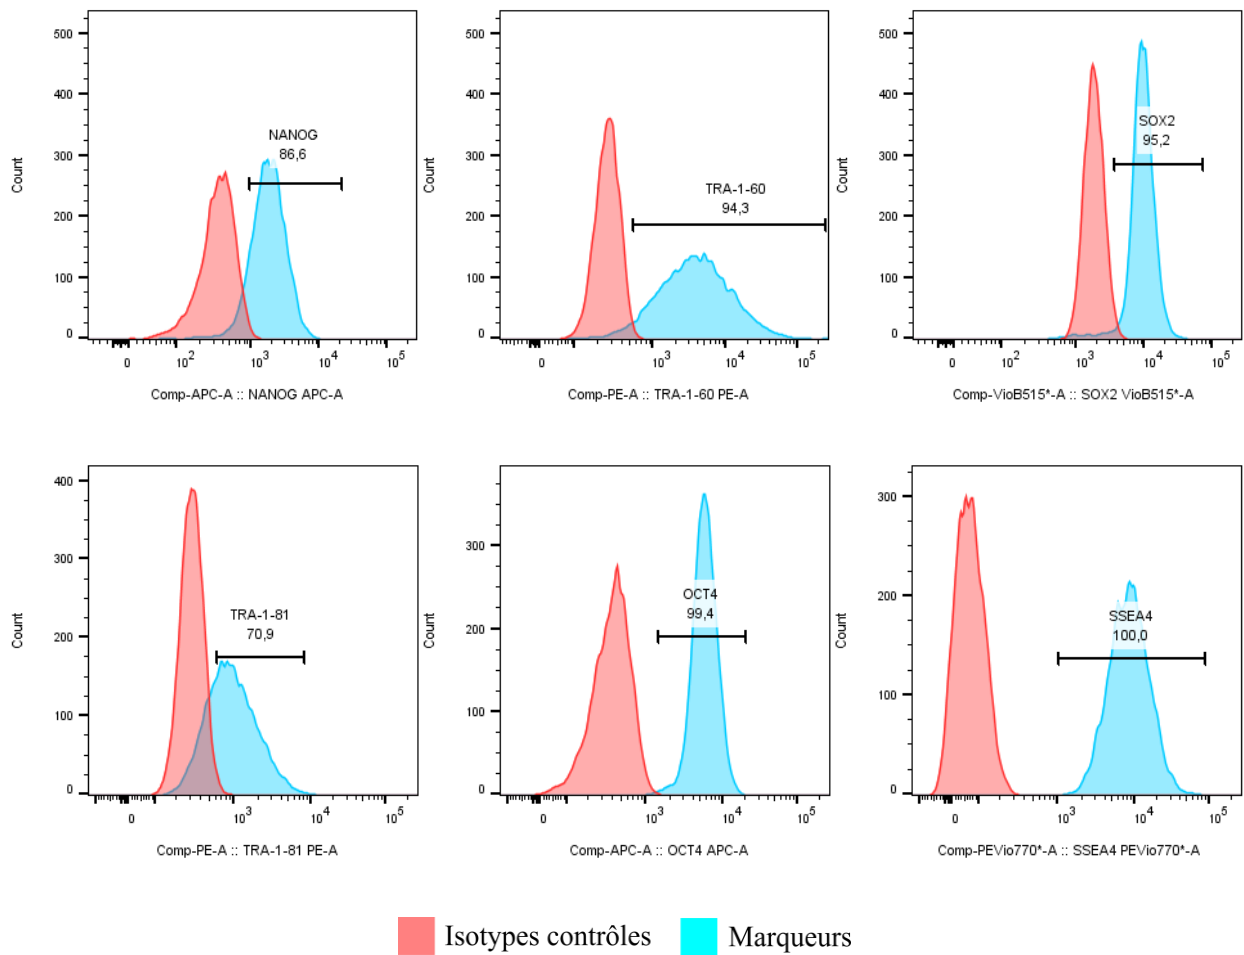 500
400
300
200
100
0
Count
NANOG
86,6
0 10² 10³ 10⁴ 10⁵
Comp-APC-A :: NANOG APC-A
500
400
300
200
100
0
Count
TRA-1-60
94,3
0 10³ 10⁴ 10⁵
Comp-PE-A :: TRA-1-60 PE-A
500
400
300
200
100
0
Count
SOX2
95,2
0 10² 10³ 10⁴ 10⁵
Comp-VioB515*-A :: SOX2 VioB515*-A
400
300
200
100
0
Count
TRA-1-81
70,9
0 10³ 10⁴ 10⁵
Comp-PE-A :: TRA-1-81 PE-A
300
200
100
0
Count
OCT4
99,4
0 10³ 10⁴ 10⁵
Comp-APC-A :: OCT4 APC-A
300
200
100
0
Count
SSEA4
100,0
0 10³ 10⁴ 10⁵
Comp-PEVio770*-A :: SSEA4 PEVio770*-A
Isotypes contrôles
Marqueurs